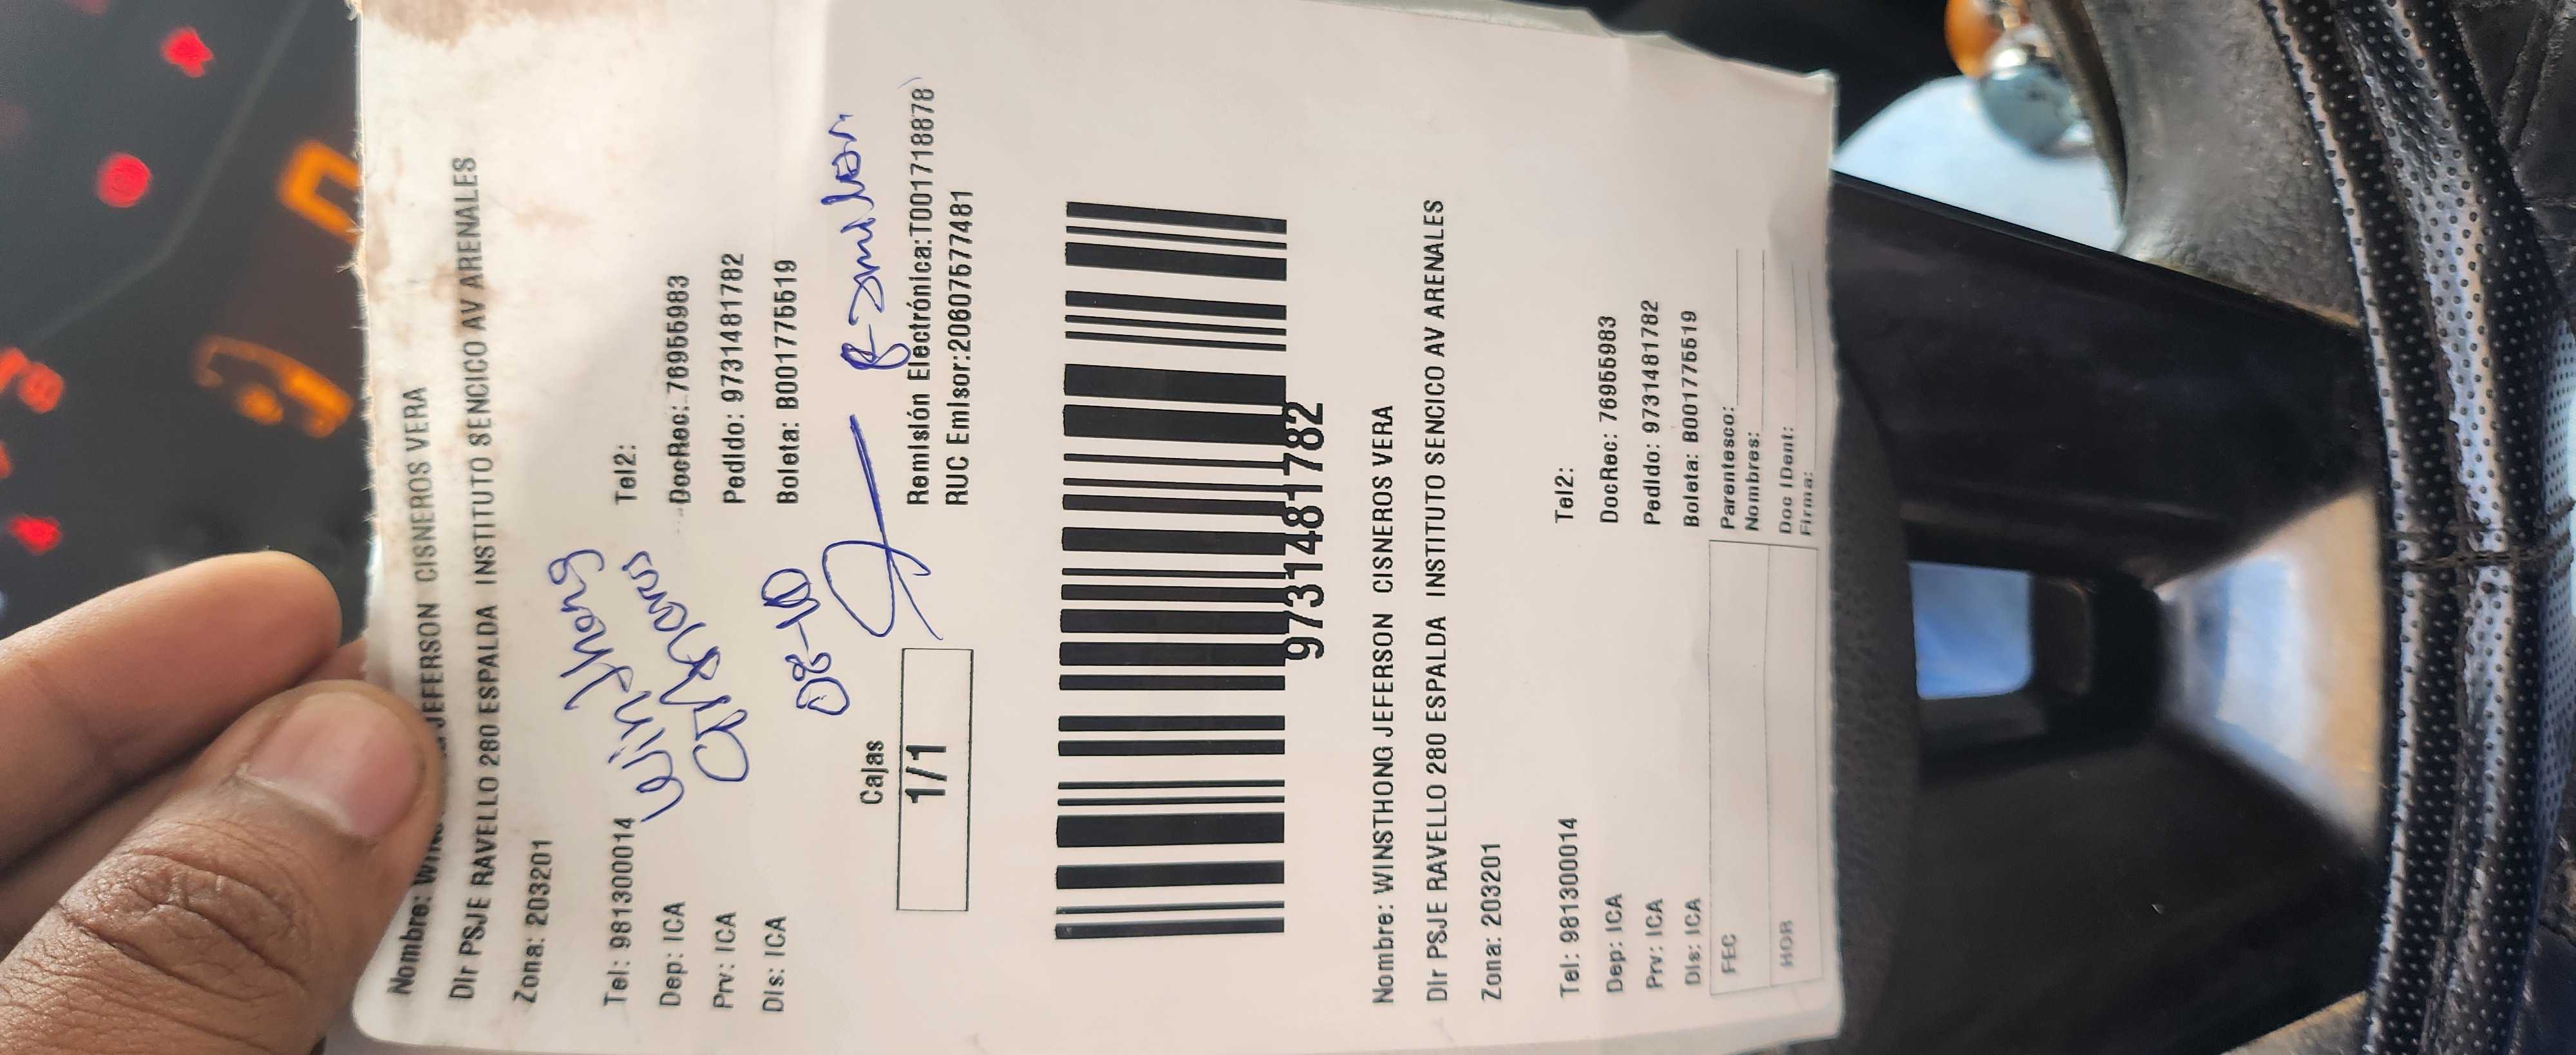 Nombre: WINSTHONG JEFERSON CISNEROS VERA
Dir PSJE RAVELLO 280 ESPALDA INSTITUTO SENCICO AV ARENALES
Zona: 203201
Jhong
Tel: 981300014 Tel2:
Win
Dep: ICA DocRec: 76955983
Cisneros
Prv: ICA Pedido: 9731481782
Dis: ICA Boleta: B001775519
08-10
Cajas
1/1
Remisión Electrónica:T001718878
RUC Emisor:20807577481
9731481782
Nombre: WINSTHONG JEFERSON CISNEROS VERA
Dir PSJE RAVELLO 280 ESPALDA INSTITUTO SENCICO AV ARENALES
Zona: 203201
Tel: 981300014 Tel2:
Dep: ICA DocRec: 76955983
Prv: ICA Pedido: 9731481782
Dis: ICA Boleta: B001775519
FEC Parentesco:
Nombres:
HOR Doc IDent:
Firma: